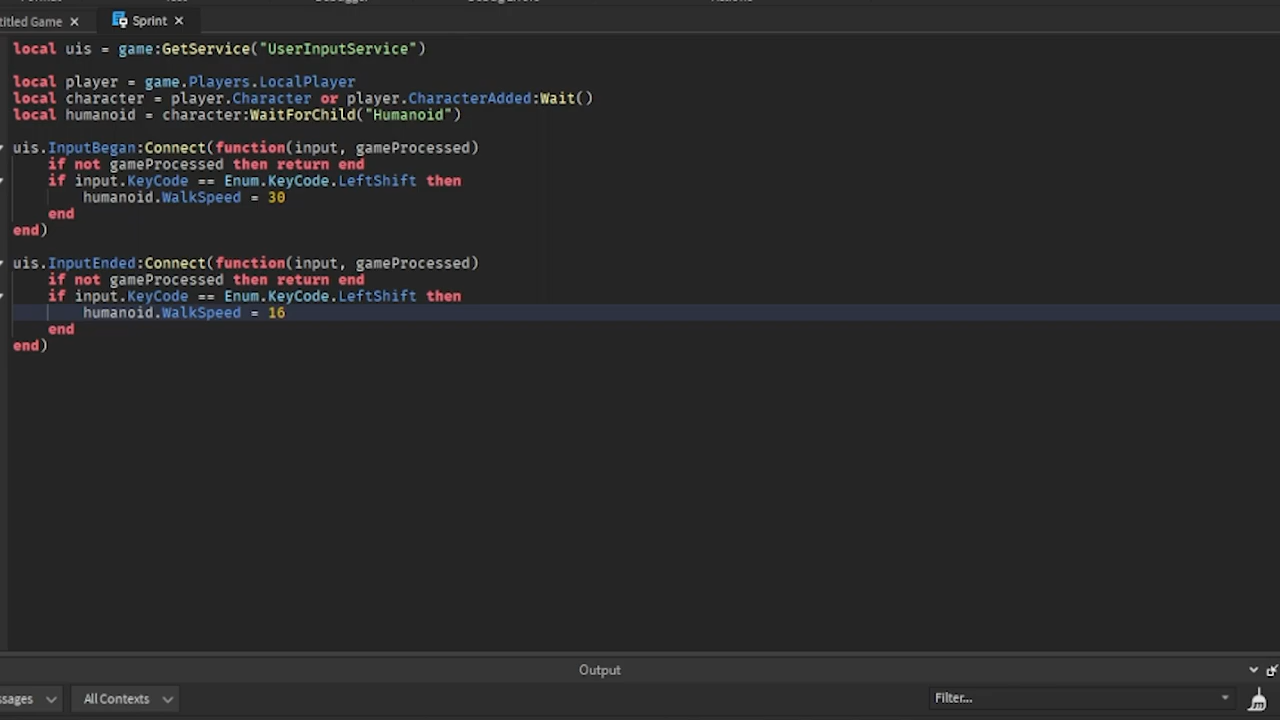 titled Game ×
Sprint ×
local uis = game:GetService("UserInputService")
local player = game.Players.LocalPlayer
local character = player.Character or player.CharacterAdded:Wait()
local humanoid = character:WaitForChild("Humanoid")
uis.InputBegan:Connect(function(input, gameProcessed)
if not gameProcessed then return end
if input.KeyCode == Enum.KeyCode.LeftShift then
humanoid.WalkSpeed = 30
end
end)
uis.InputEnded:Connect(function(input, gameProcessed)
if not gameProcessed then return end
if input.KeyCode == Enum.KeyCode.LeftShift then
humanoid.WalkSpeed = 16
end
end)
Output
ssages
All Contexts
Filter...